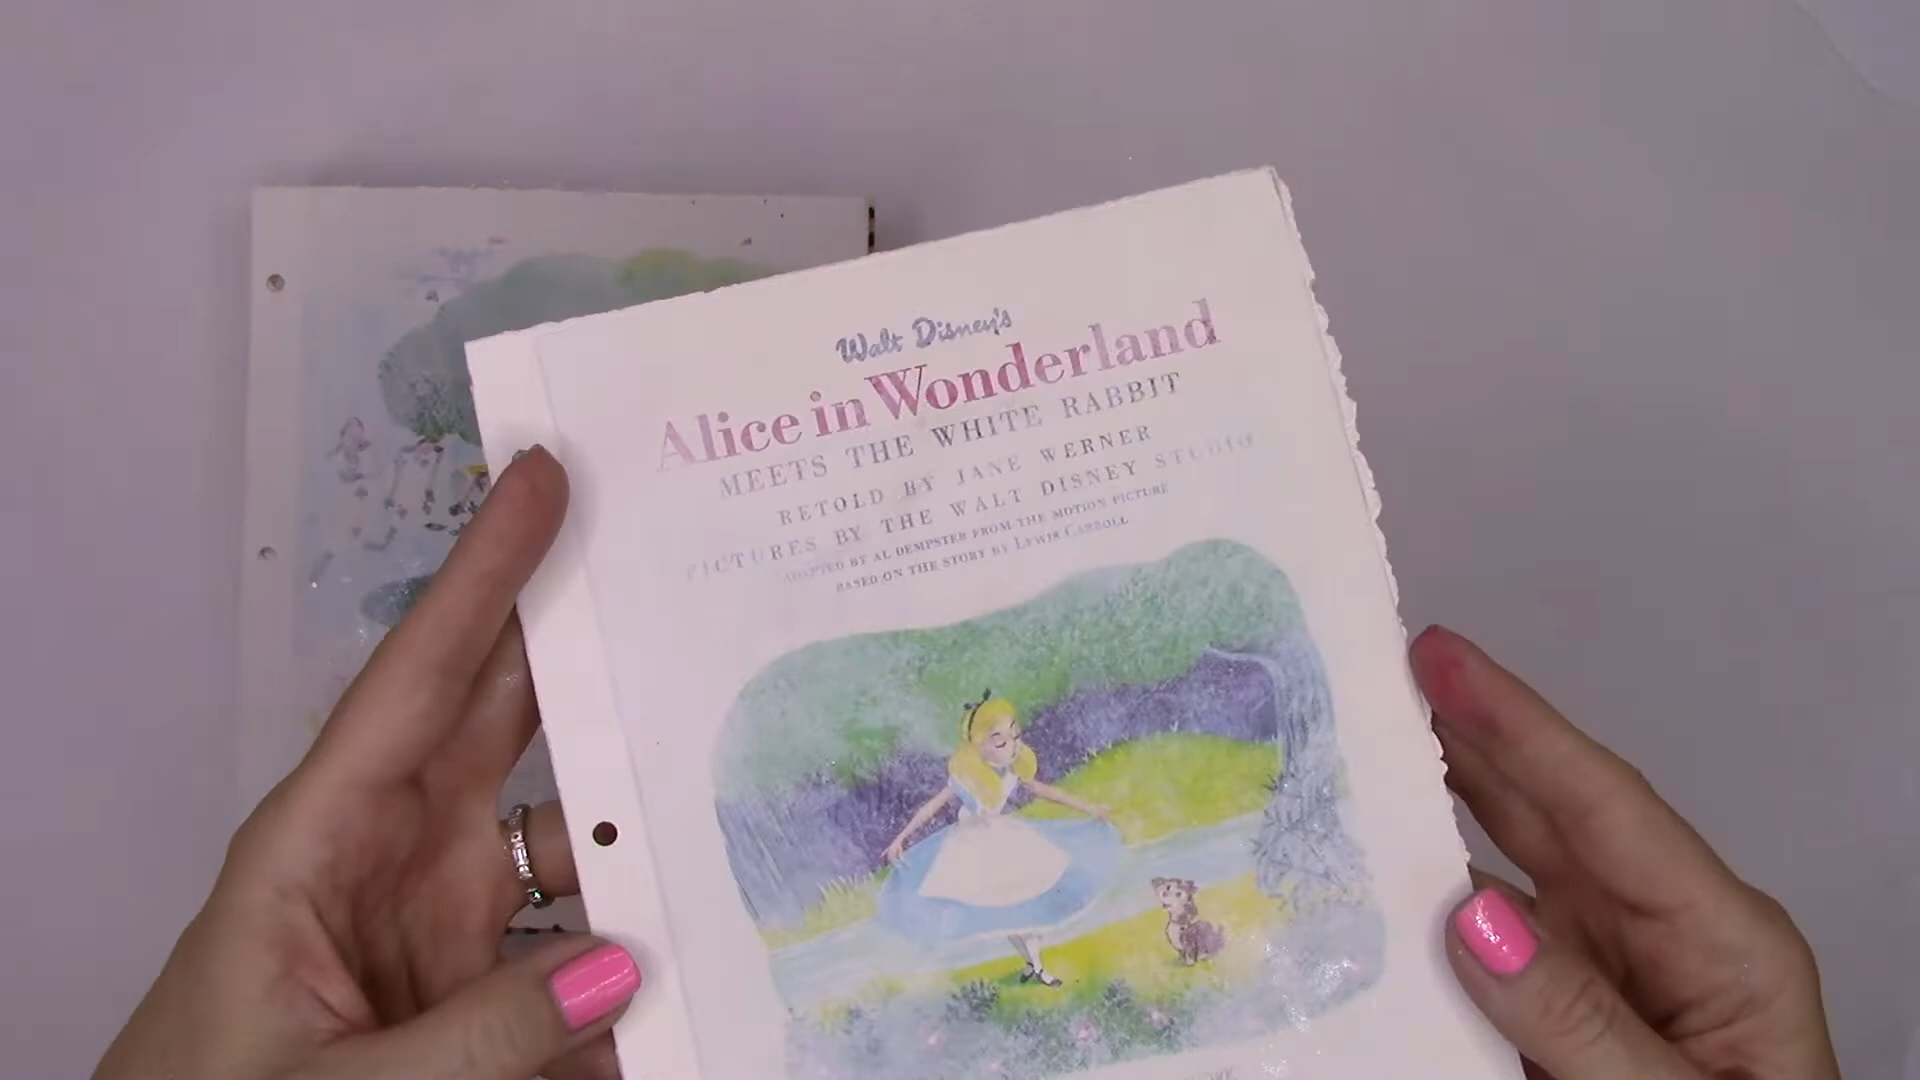 Walt Disney's
Alice in Wonderland
MEETS THE WHITE RABBIT
RETOLD BY JANE WERNER
PICTURES BY THE WALT DISNEY STUDIO
ADAPTED BY AL DEMPSTER FROM THE MOTION PICTURE
BASED ON THE STORY BY LEWIS CARROLL